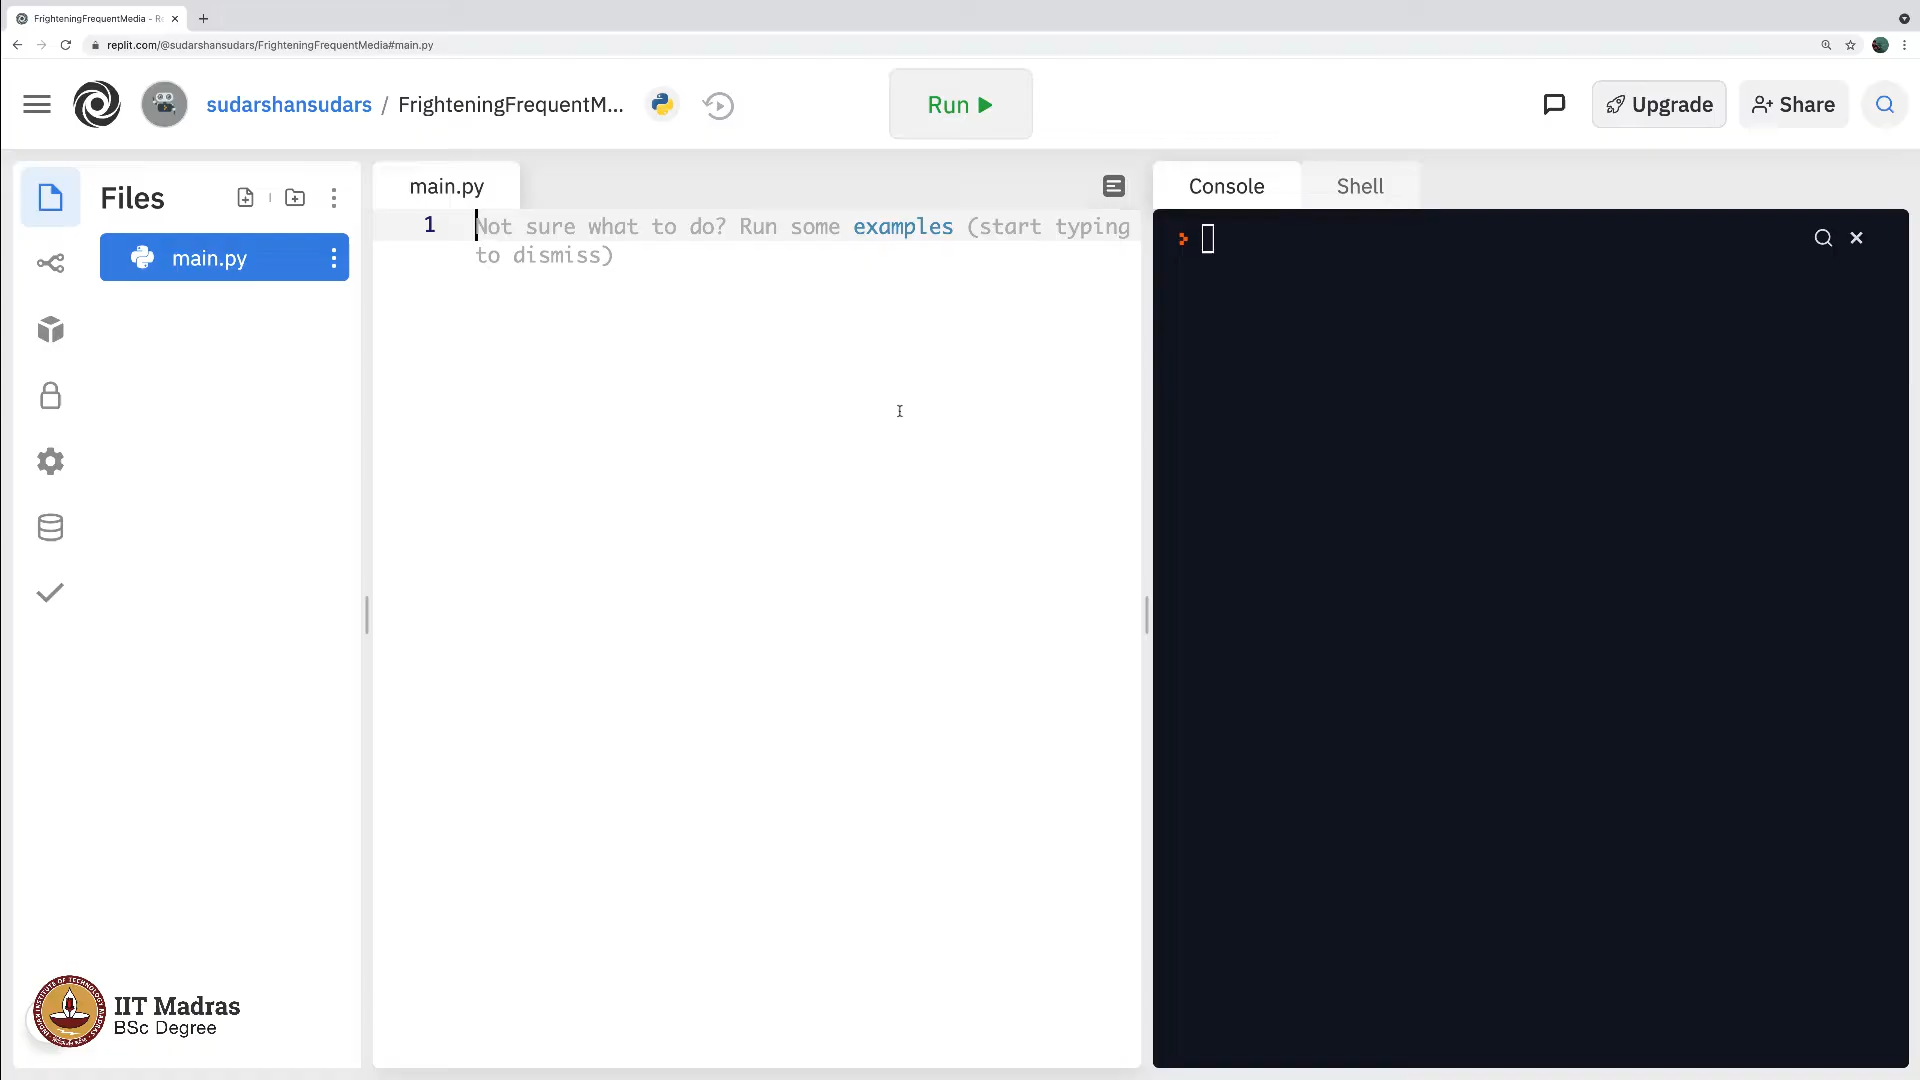 FrighteningFrequentMedia - Re
replit.com/@sudarshansudars/FrighteningFrequentMedia#main.py
sudarshansudars / FrighteningFrequentM...
Run
Upgrade
Share
Files
main.py
main.py
1
Not sure what to do? Run some examples (start typing
to dismiss)
Console
Shell
IIT Madras
BSc Degree